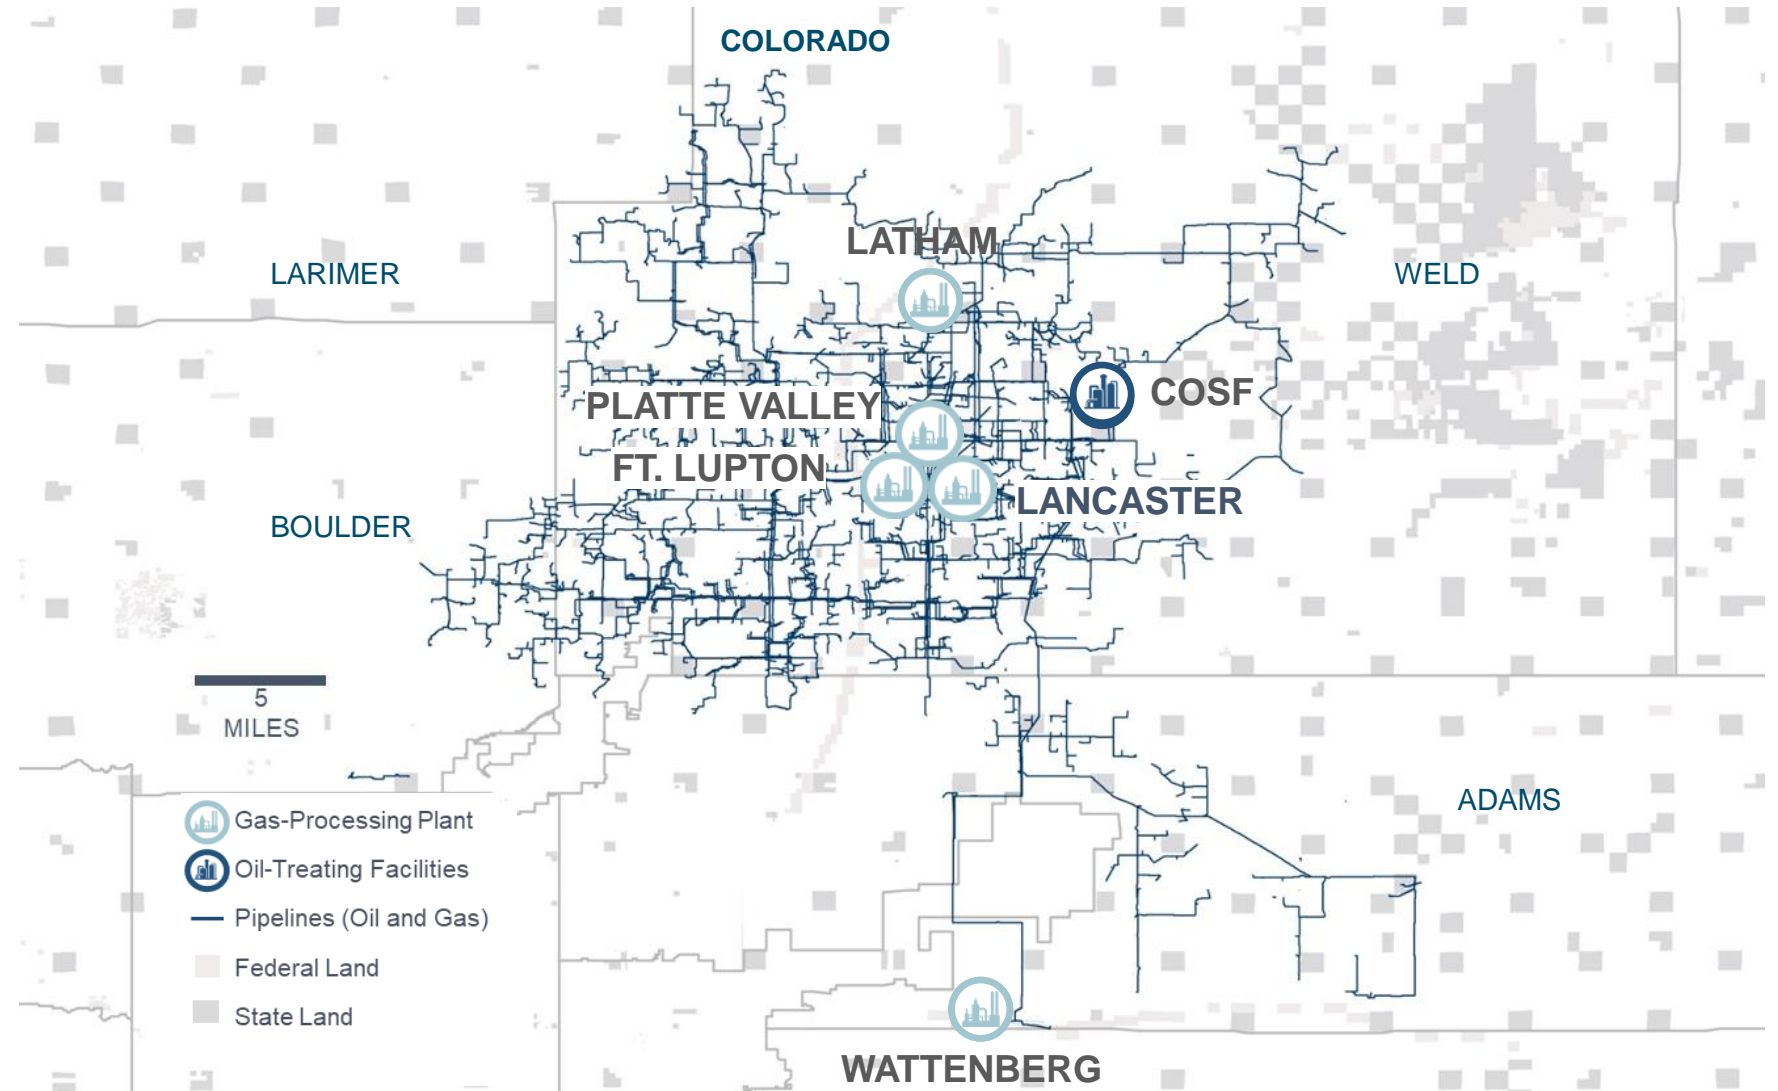 COLORADO
LATHAM
LARIMER
WELD
PLATTE VALLEY
COSF
FT. LUPTON
LANCASTER
BOULDER
5
MILES
ADAMS
Gas-Processing Plant
Oil-Treating Facilities
Pipelines (Oil and Gas)
Federal Land
State Land
WATTENBERG